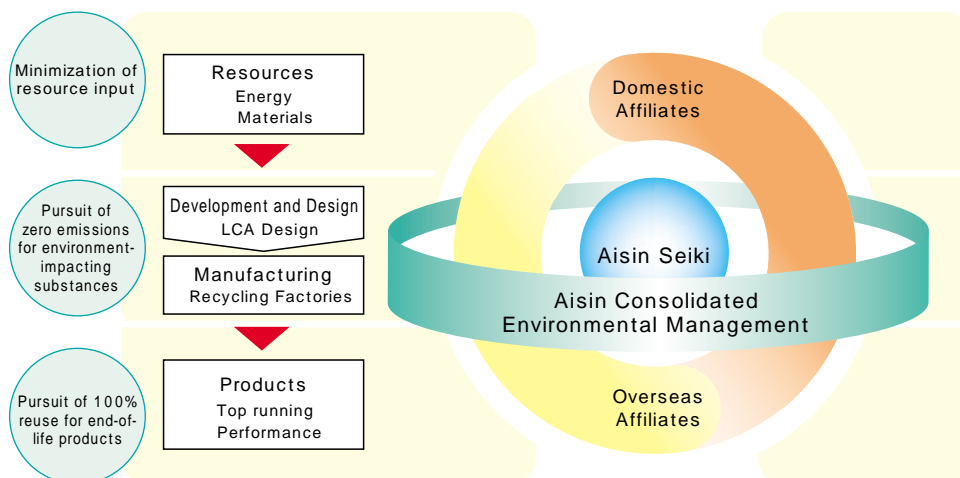 Minimization of
resource input
Resources
Energy
Materials
Pursuit of
zero emissions
for environment-
impacting
substances
Development and Design
LCA Design
Manufacturing
Recycling Factories
Pursuit of 100%
reuse for end-of-
life products
Products
Top running
Performance
Domestic
Affiliates
Aisin Seiki
Aisin Consolidated
Environmental Management
Overseas
Affiliates